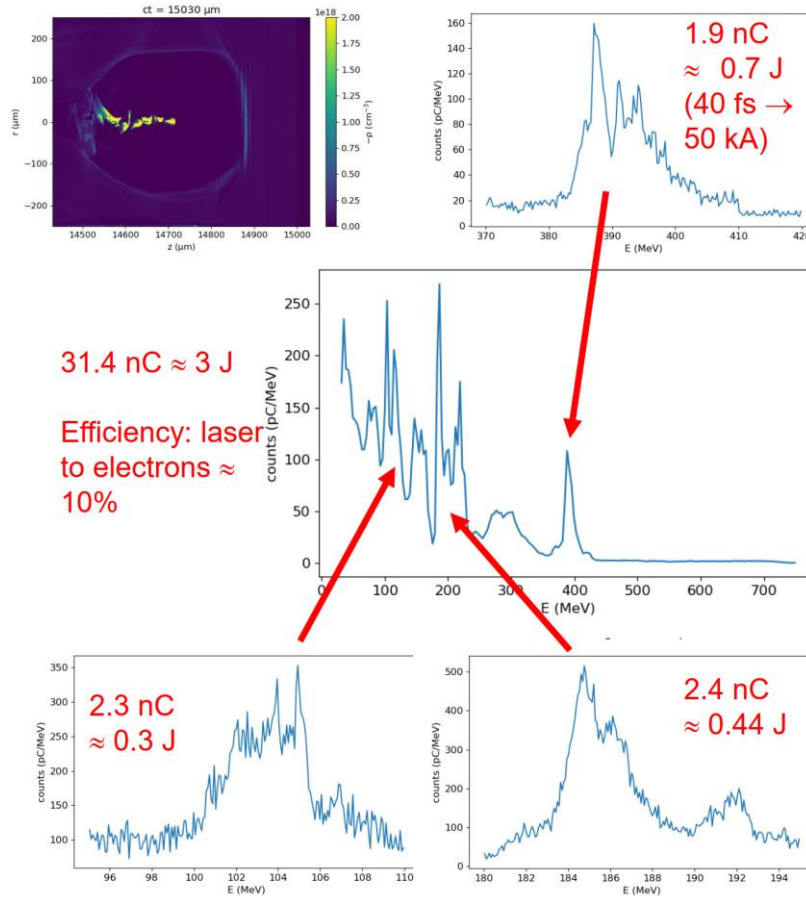 ct = 15030 μm
1e18
2.00
1.75
1.50
1.25
1.00
0.75
0.50
0.25
0.00
−ρ (cm⁻³)
200
100
0
−100
−200
r (μm)
14500 14600 14700 14800 14900 15000
z (μm)
160
140
120
100
80
60
40
20
0
counts (pC/MeV)
370 380 390 400 410 420
E (MeV)
1.9 nC
≈ 0.7 J
(40 fs →
50 kA)
31.4 nC ≈ 3 J
Efficiency: laser
to electrons ≈
10%
250
200
150
100
50
0
counts (pC/MeV)
0 100 200 300 400 500 600 700
E (MeV)
350
300
250
200
150
100
counts (pC/MeV)
96 98 100 102 104 106 108 110
E (MeV)
2.3 nC
≈ 0.3 J
500
400
300
200
100
0
counts (pC/MeV)
180 182 184 186 188 190 192 194
E (MeV)
2.4 nC
≈ 0.44 J